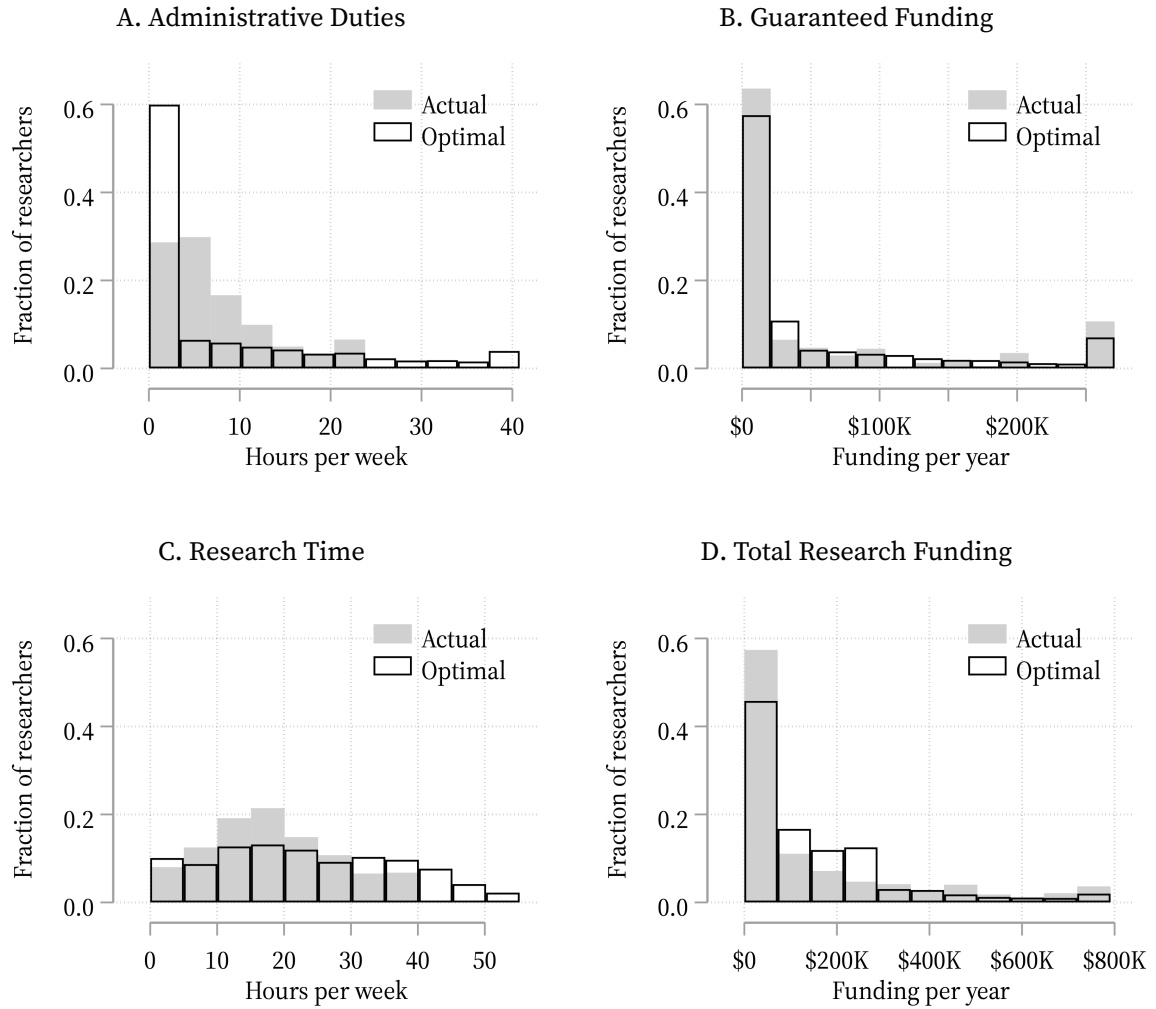 A. Administrative Duties
Fraction of researchers
0.6
0.4
0.2
0.0
Actual
Optimal
0 10 20 30 40
Hours per week
B. Guaranteed Funding
Fraction of researchers
0.6
0.4
0.2
0.0
Actual
Optimal
$0 $100K $200K
Funding per year
C. Research Time
Fraction of researchers
0.6
0.4
0.2
0.0
Actual
Optimal
0 10 20 30 40 50
Hours per week
D. Total Research Funding
Fraction of researchers
0.6
0.4
0.2
0.0
Actual
Optimal
$0 $200K $400K $600K $800K
Funding per year